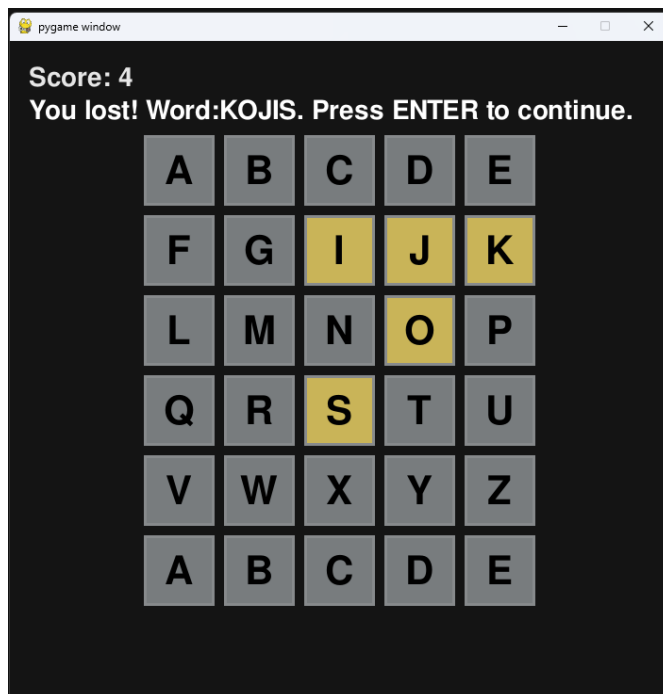 pygame window
Score: 4
You lost! Word:KOJIS. Press ENTER to continue.
A B C D E
F G I J K
L M N O P
Q R S T U
V W X Y Z
A B C D E